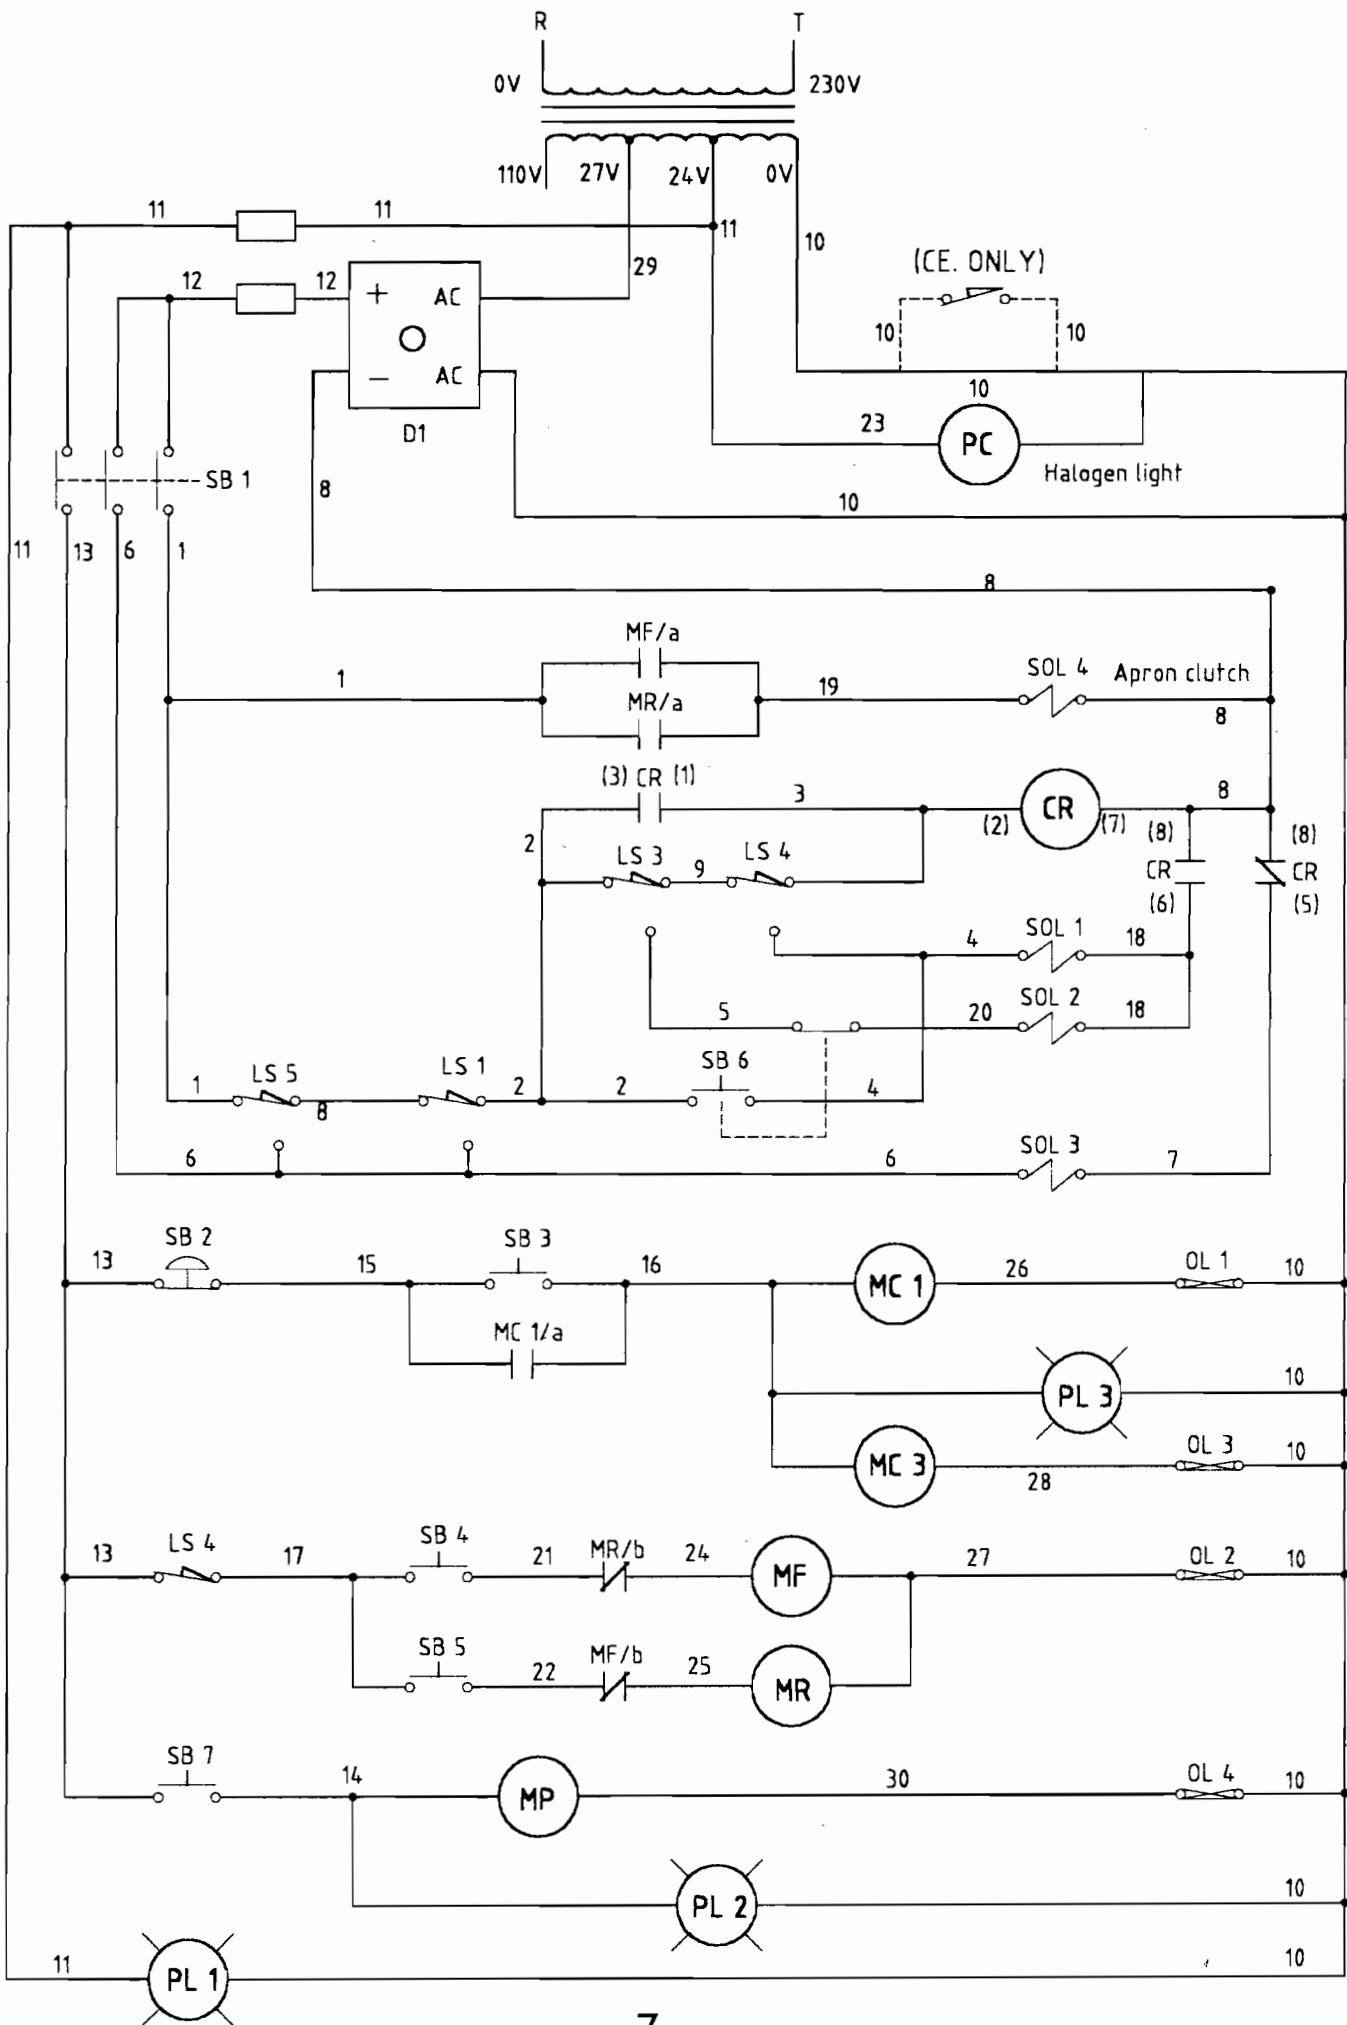 R T
0V 230V
110V 27V 24V 0V
11 11 11 10
(CE. ONLY)
12 12 + AC 29
10 10
- AC
10
D1
23 PC
SB 1
Halogen light
8
10
11 13 6 1
8
MF/a
1 19 SOL 4 Apron clutch
MR/a
8
(3) CR (1)
3 CR 8
(2) (7) (8) (8)
2 LS 3 9 LS 4
CR CR
(6) (5)
4 SOL 1 18
5 20 SOL 2 18
1 LS 5 8 LS 1 2 2 SB 6 4
6 6 SOL 3 7
13 SB 2 15 SB 3 16 MC 1 26 OL 1 10
MC 1/a
PL 3 10
MC 3 28 OL 3 10
13 LS 4 17 SB 4 21 MR/b 24 MF 27 OL 2 10
SB 5 22 MF/b 25 MR
SB 7 14 MP 30 OL 4 10
PL 2 10
11 PL 1 10
7